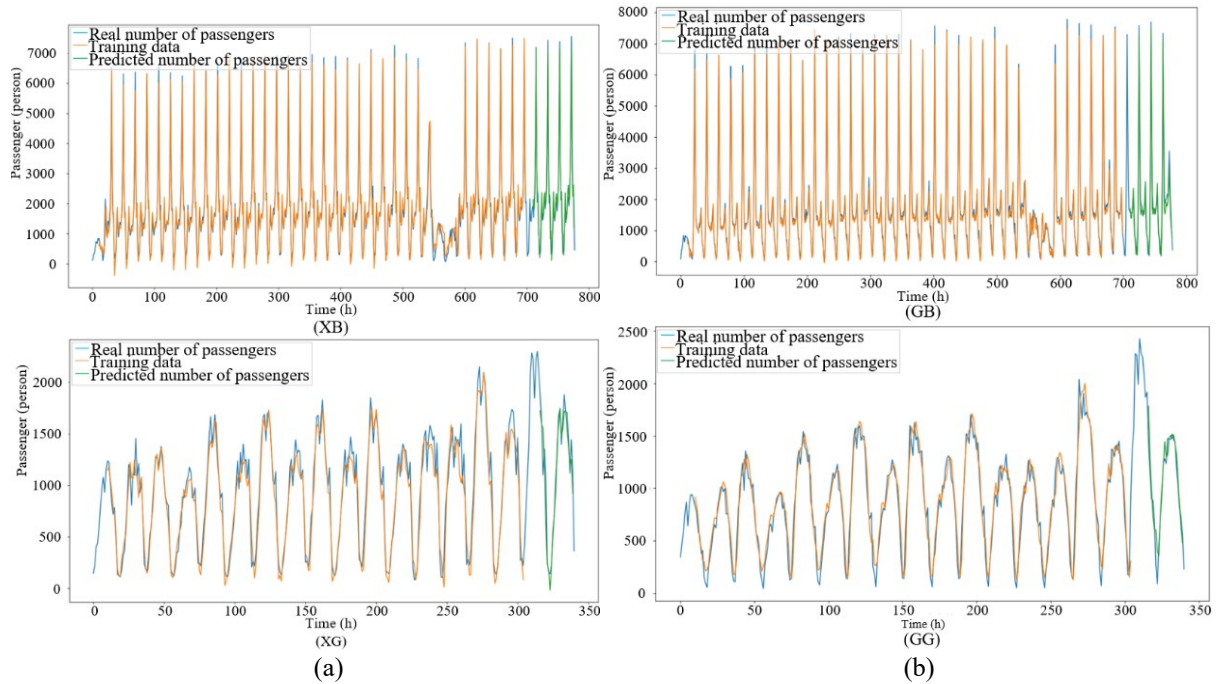 Real number of passengers
Training data
Predicted number of passengers
Passenger (person)
7000
6000
5000
4000
3000
2000
1000
0
0 100 200 300 400 500 600 700 800
Time (h)
(XB)
Real number of passengers
Training data
Predicted number of passengers
Passenger (person)
8000
7000
6000
5000
4000
3000
2000
1000
0
0 100 200 300 400 500 600 700 800
Time (h)
(GB)
Real number of passengers
Training data
Predicted number of passengers
Passenger (person)
2000
1500
1000
500
0
0 50 100 150 200 250 300 350
Time (h)
(XG)
Real number of passengers
Training data
Predicted number of passengers
Passenger (person)
2500
2000
1500
1000
500
0
0 50 100 150 200 250 300 350
Time (h)
(GG)
(a)
(b)